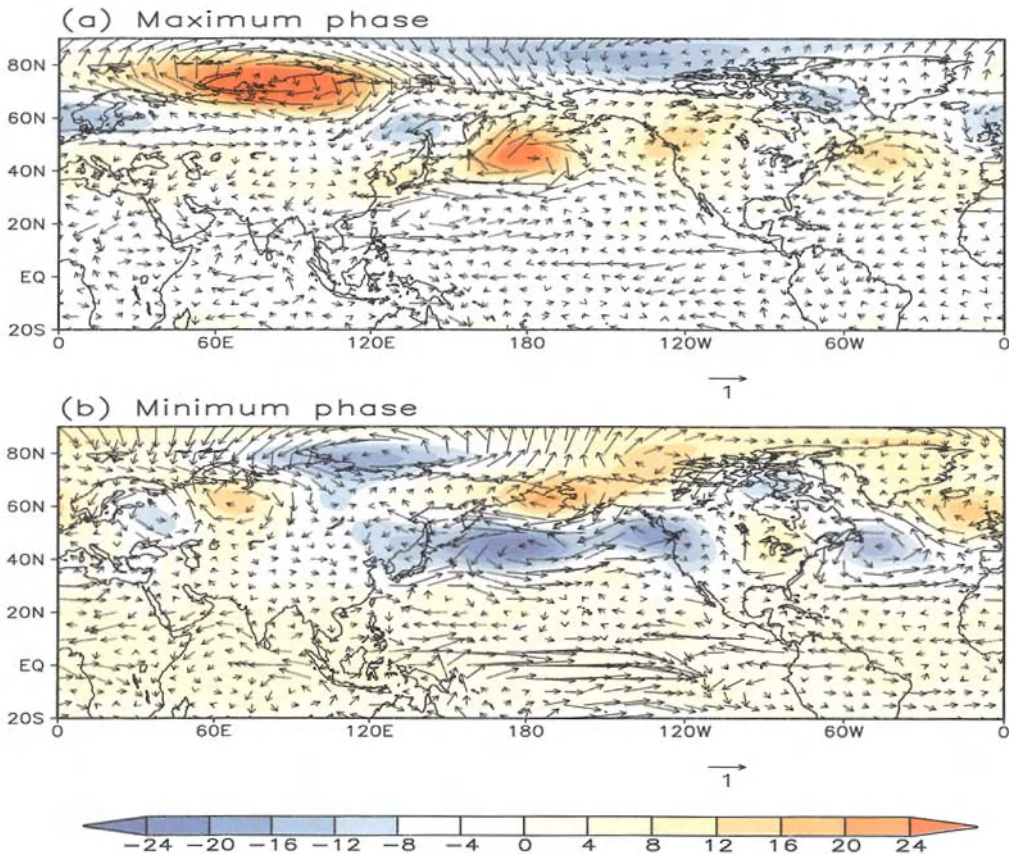 (a) Maximum phase
80N
60N
40N
20N
EQ
20S
0 60E 120E 180 120W 60W 0
1
(b) Minimum phase
80N
60N
40N
20N
EQ
20S
0 60E 120E 180 120W 60W 0
1
−24 −20 −16 −12 −8 −4 0 4 8 12 16 20 24